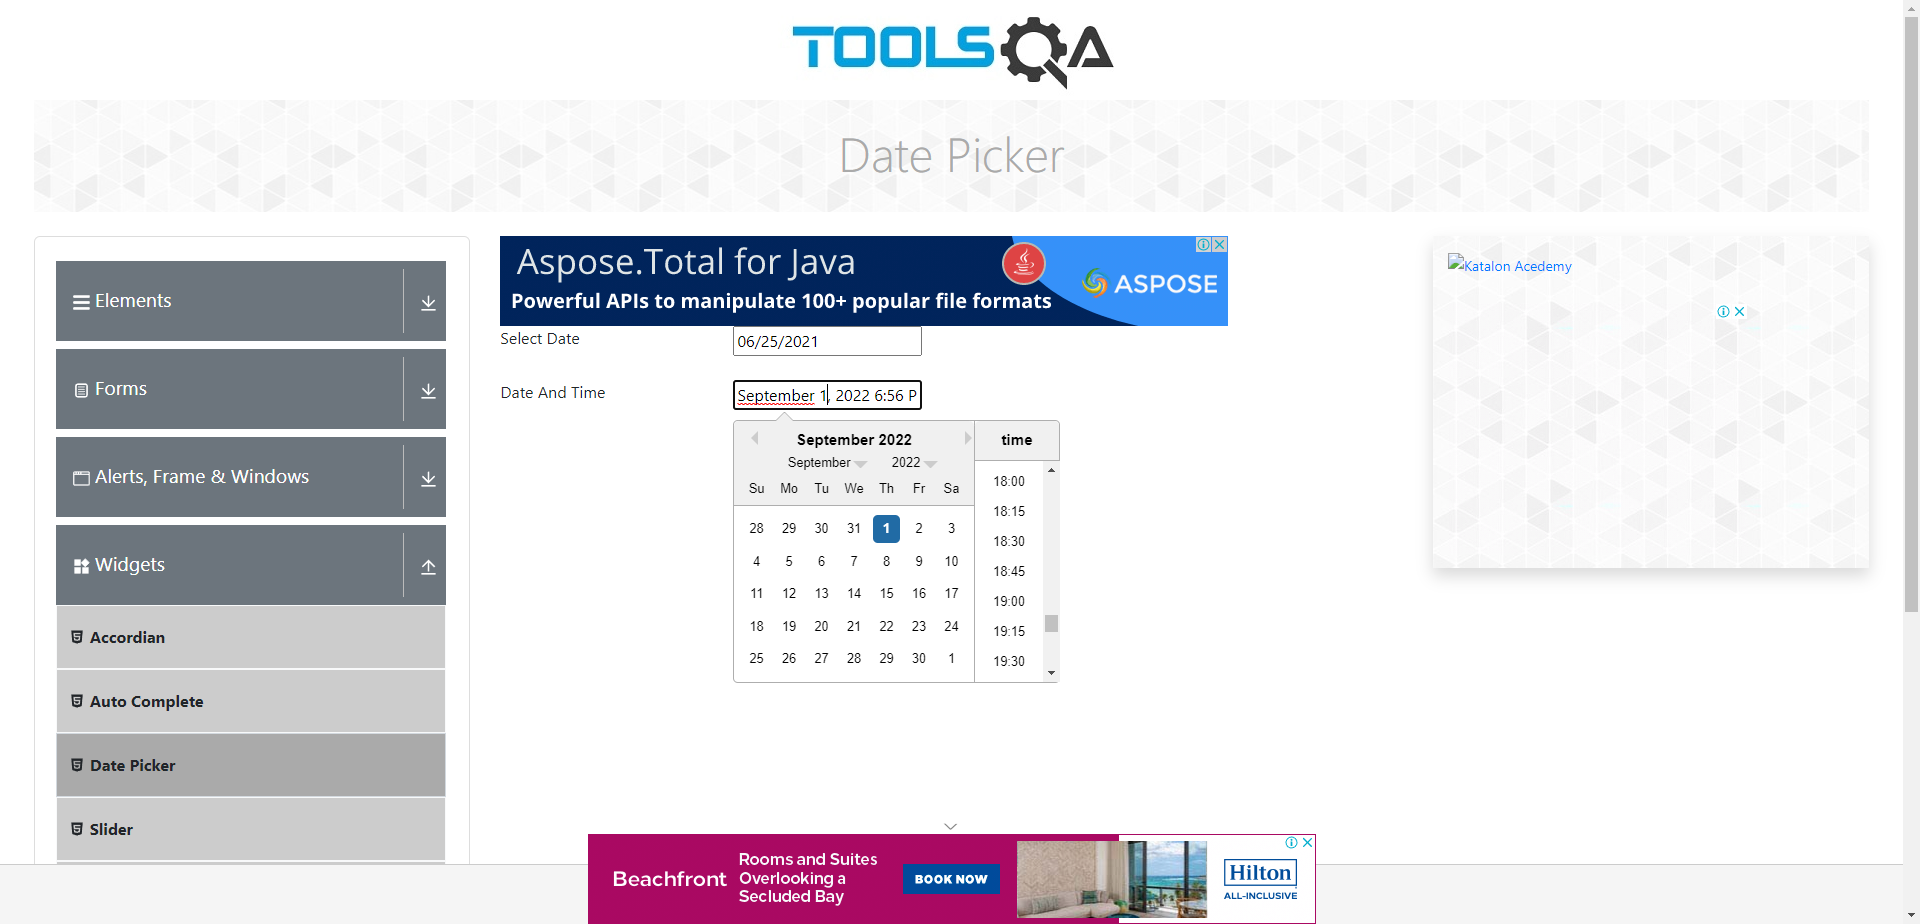 TOOLSQA
Date Picker
Elements
Forms
Alerts, Frame & Windows
Widgets
Accordian
Auto Complete
Date Picker
Slider
Aspose.Total for Java
Powerful APIs to manipulate 100+ popular file formats
ASPOSE
Select Date
06/25/2021
Date And Time
September 1, 2022 6:56 P
September 2022
September 2022
Su Mo Tu We Th Fr Sa
28 29 30 31 1 2 3
4 5 6 7 8 9 10
11 12 13 14 15 16 17
18 19 20 21 22 23 24
25 26 27 28 29 30 1
time
18:00
18:15
18:30
18:45
19:00
19:15
19:30
Katalon Acedemy
Beachfront
Rooms and Suites
Overlooking a
Secluded Bay
BOOK NOW
Hilton
ALL-INCLUSIVE